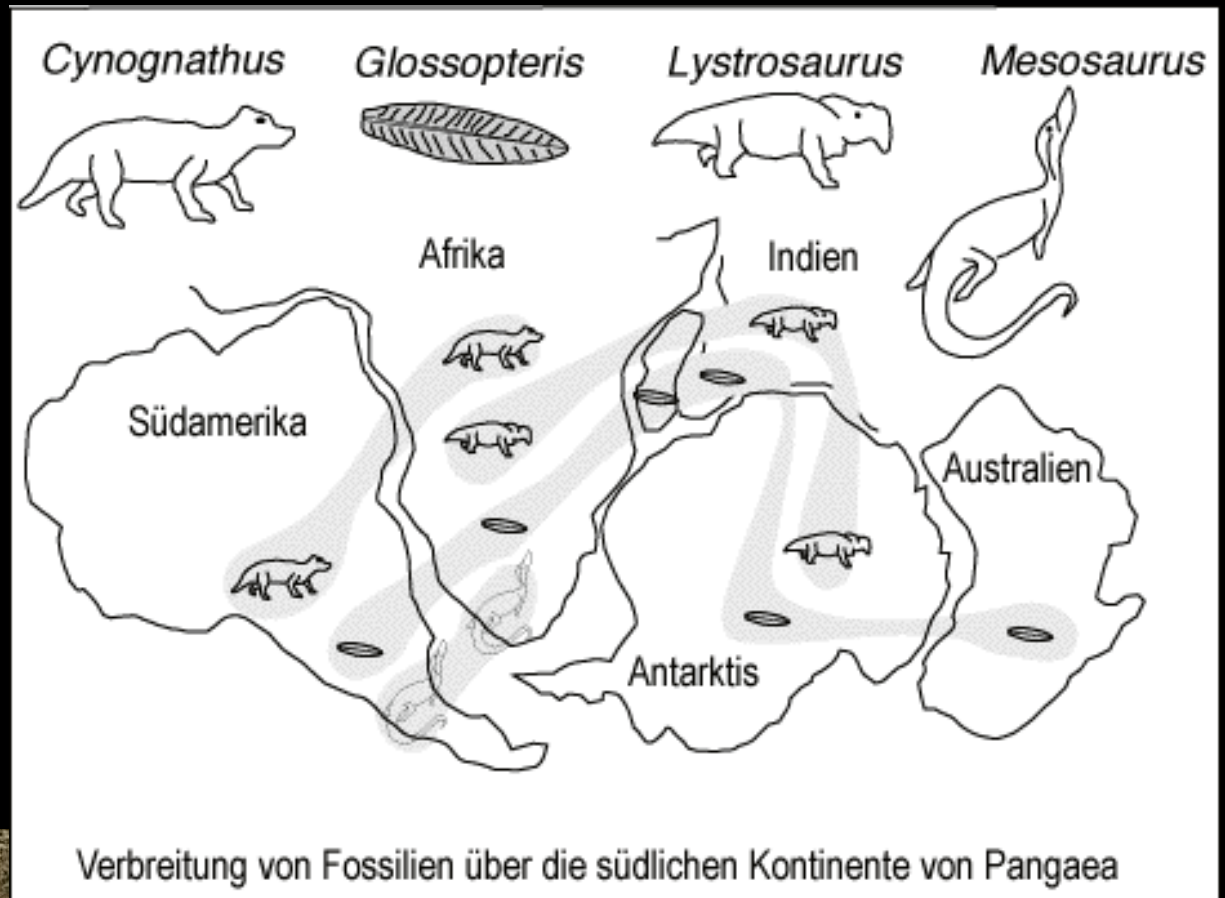 Cynognathus Glossopteris Lystrosaurus Mesosaurus
Afrika Indien
Südamerika
Australien
Antarktis
Verbreitung von Fossilien über die südlichen Kontinente von Pangaea